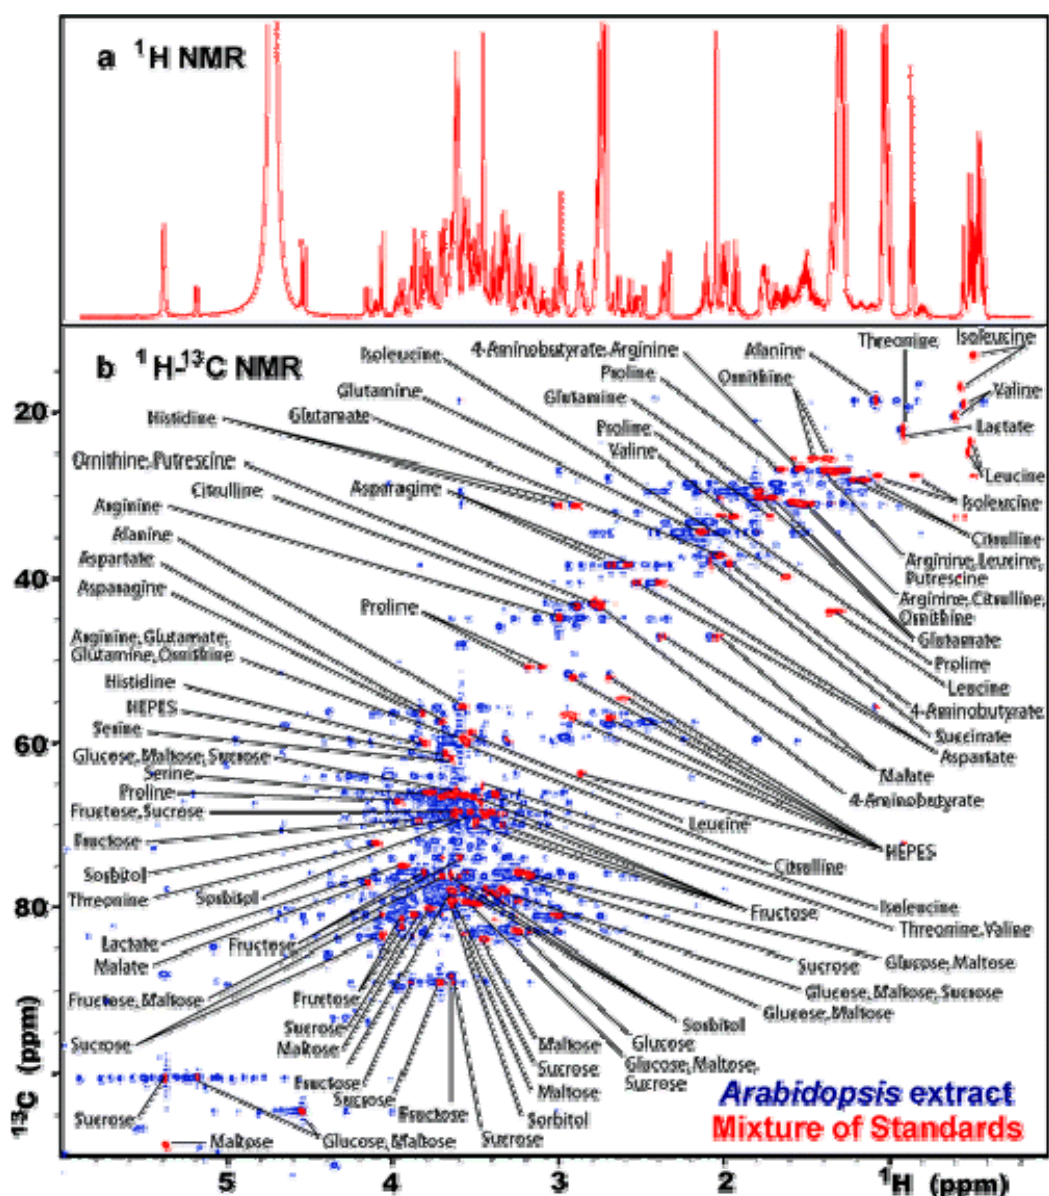 a ¹H NMR
b ¹H-¹³C NMR
Isoleucine
4-Aminobutyrate, Arginine
Alanine
Threonine
Isoleucine
Proline
Ornithine
Glutamine
Glutamine
Valine
Histidine
Glutamate
Proline
Lactate
Valine
Ornithine, Putrescine
Asparagine
Leucine
Citrulline
Isoleucine
Arginine
Citrulline
Alanine
Arginine, Leucine,
Putrescine
Aspartate
Arginine, Citrulline,
Ornithine
Asparagine
Proline
Glutamate
Arginine, Glutamate,
Glutamine, Ornithine
Proline
Leucine
Histidine
4-Aminobutyrate
HEPES
Succinate
Serine
Aspartate
Glucose, Maltose, Sucrose
Malate
Serine
4-Aminobutyrate
Proline
Fructose, Sucrose
Leucine
Fructose
HEPES
Citrulline
Sorbitol
Threonine
Sorbitol
Fructose
Isoleucine
Threonine, Valine
Lactate
Fructose
Malate
Sucrose
Glucose, Maltose
Fructose, Maltose
Fructose
Glucose, Maltose, Sucrose
Glucose, Maltose
Sucrose
Sorbitol
Sucrose
Maltose
Maltose
Glucose
Sucrose
Glucose, Maltose,
Sucrose
Fructose
Sucrose
Maltose
Fructose
Sorbitol
Sucrose
Sucrose
Maltose
Glucose, Maltose
Arabidopsis extract
Mixture of Standards
20
40
60
80
¹³C (ppm)
5 4 3 2 ¹H (ppm)